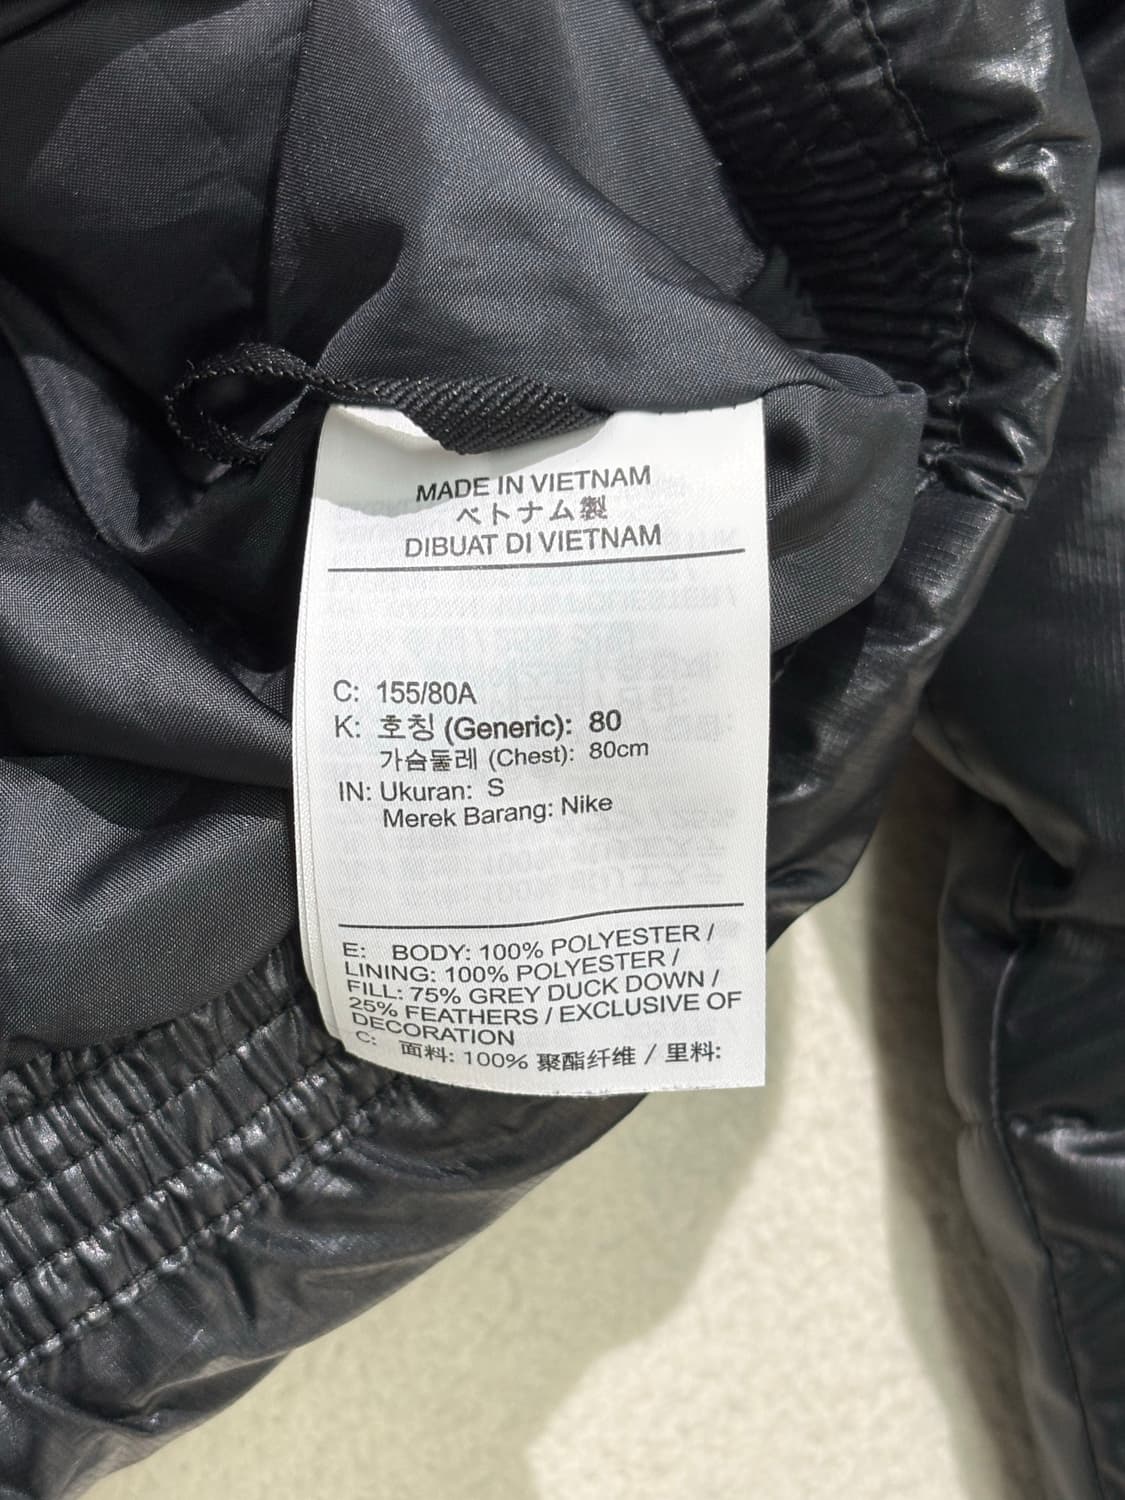 MADE IN VIETNAM
ベトナム製
DIBUAT DI VIETNAM
C: 155/80A
K: 호칭 (Generic): 80
가슴둘레 (Chest): 80cm
IN: Ukuran: S
Merek Barang: Nike
E: BODY: 100% POLYESTER /
LINING: 100% POLYESTER /
FILL: 75% GREY DUCK DOWN /
25% FEATHERS / EXCLUSIVE OF
DECORATION
C: 面料: 100% 聚酯纤维 / 里料: